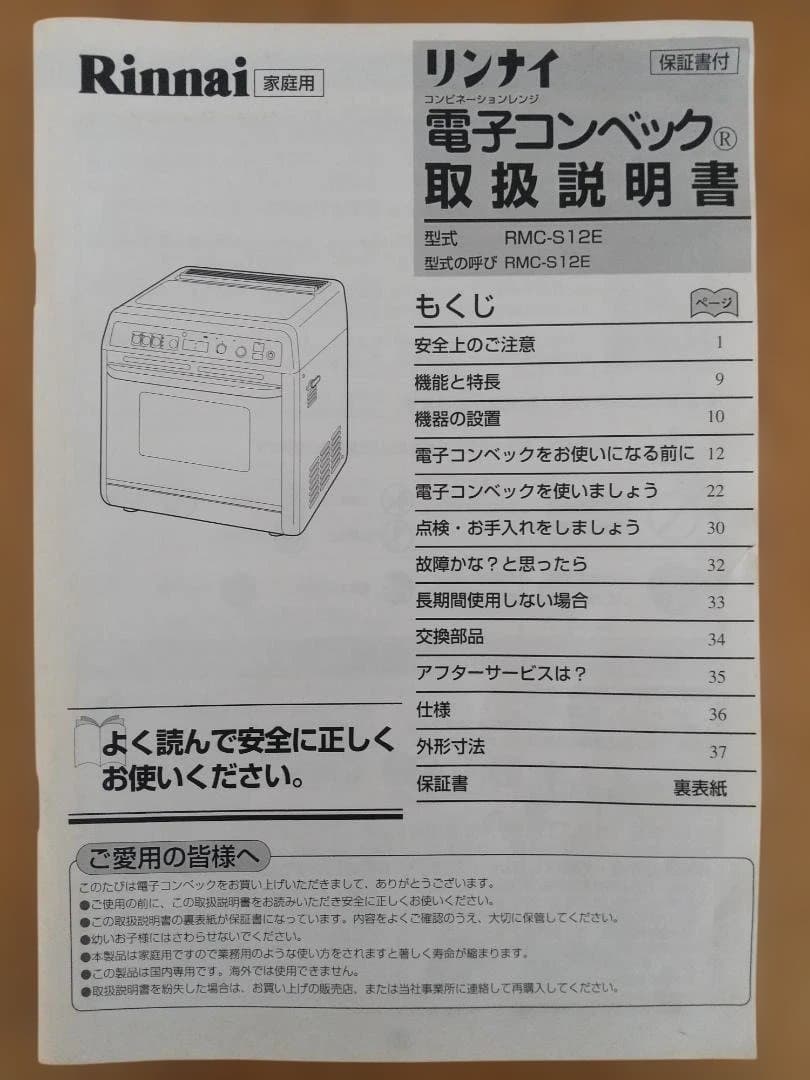 Rinnai 家庭用
リンナイ 保証書付
コンビネーションレンジ
電子コンベック®
取扱説明書
型式 RMC-S12E
型式の呼び RMC-S12E
もくじ ページ
安全上のご注意 1
機能と特長 9
機器の設置 10
電子コンベックをお使いになる前に 12
電子コンベックを使いましょう 22
点検・お手入れをしましょう 30
故障かな？と思ったら 32
長期間使用しない場合 33
交換部品 34
アフターサービスは？ 35
仕様 36
外形寸法 37
保証書 裏表紙
よく読んで安全に正しく
お使いください。
ご愛用の皆様へ
このたびは電子コンベックをお買い上げいただきまして、ありがとうございます。
●ご使用の前に、この取扱説明書をお読みいただき安全に正しくお使いください。
●この取扱説明書の裏表紙が保証書になっています。内容をよくご確認のうえ、大切に保管してください。
●幼いお子様にはさわらせないでください。
●本製品は家庭用ですので業務用のような使い方をされますと著しく寿命が縮まります。
●この製品は国内専用です。海外では使用できません。
●取扱説明書を紛失した場合は、お買い上げの販売店、または当社事業所に連絡して再購入してください。